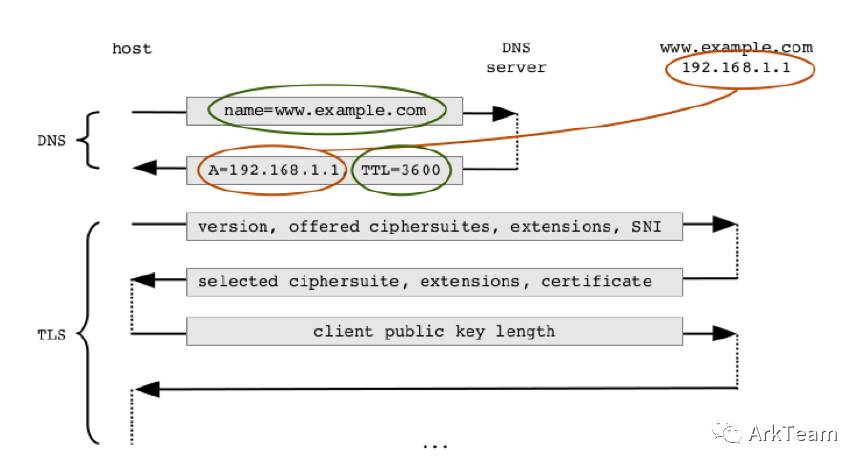 host
DNS
server
www.example.com
192.168.1.1
name=www.example.com
DNS
A=192.168.1.1, TTL=3600
version, offered ciphersuites, extensions, SNI
selected ciphersuite, extensions, certificate
client public key length
TLS
...
ArkTeam